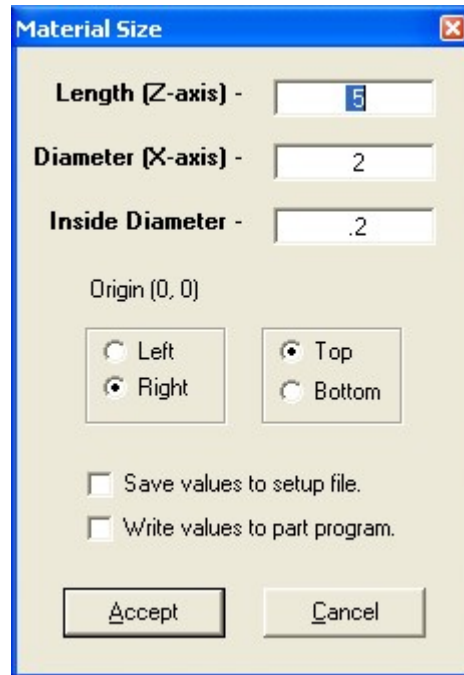 Material Size
Length (Z-axis) - 5
Diameter (X-axis) - 2
Inside Diameter - .2
Origin (0, 0)
Left Top
Right Bottom
Save values to setup file.
Write values to part program.
Accept Cancel